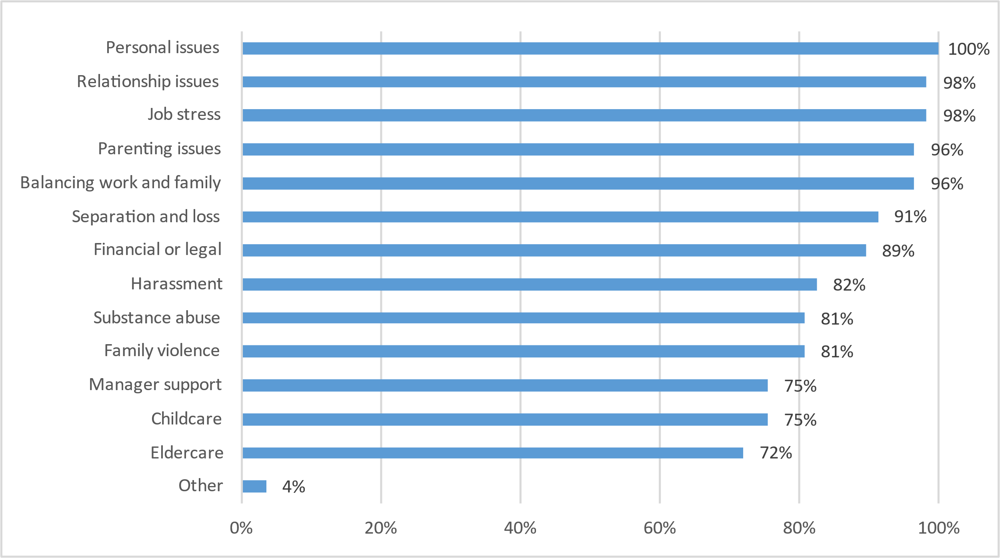 Personal issues 100%
Relationship issues 98%
Job stress 98%
Parenting issues 96%
Balancing work and family 96%
Separation and loss 91%
Financial or legal 89%
Harassment 82%
Substance abuse 81%
Family violence 81%
Manager support 75%
Childcare 75%
Eldercare 72%
Other 4%
0% 20% 40% 60% 80% 100%